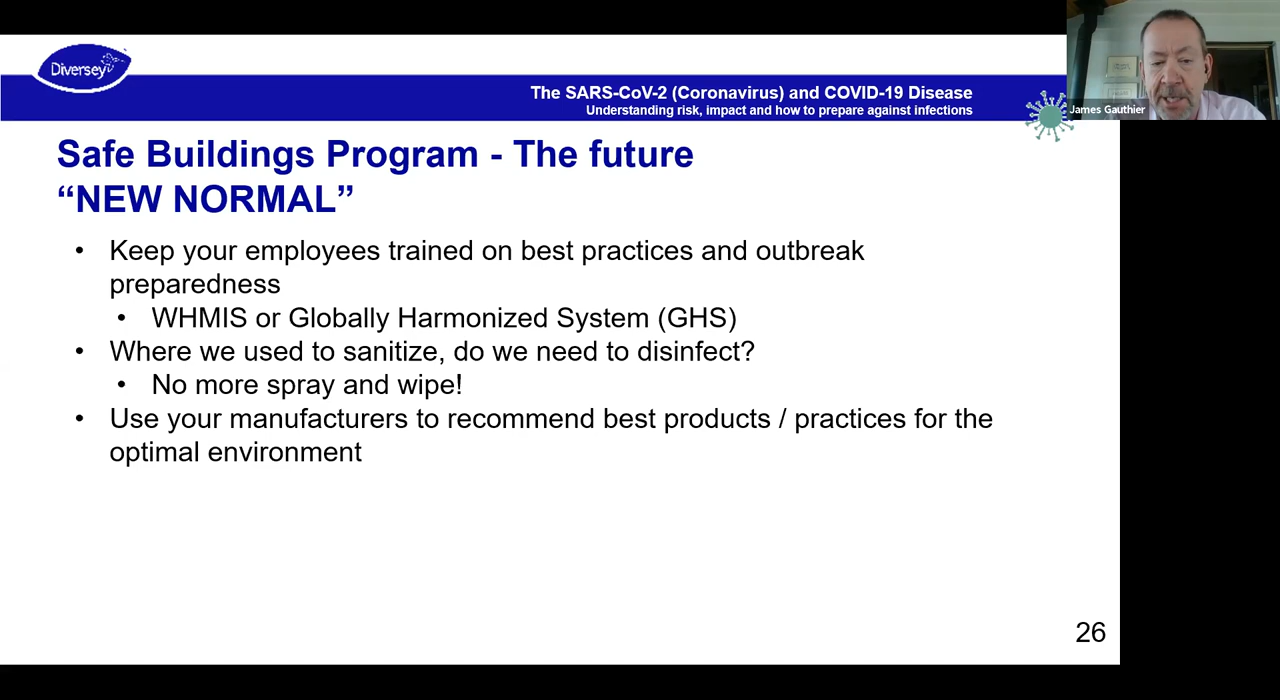 Diversey
The SARS-CoV-2 (Coronavirus) and COVID-19 Disease
Understanding risk, impact and how to prepare against infections
James Gauthier
Safe Buildings Program - The future
“NEW NORMAL”
• Keep your employees trained on best practices and outbreak
preparedness
• WHMIS or Globally Harmonized System (GHS)
• Where we used to sanitize, do we need to disinfect?
• No more spray and wipe!
• Use your manufacturers to recommend best products / practices for the
optimal environment
26